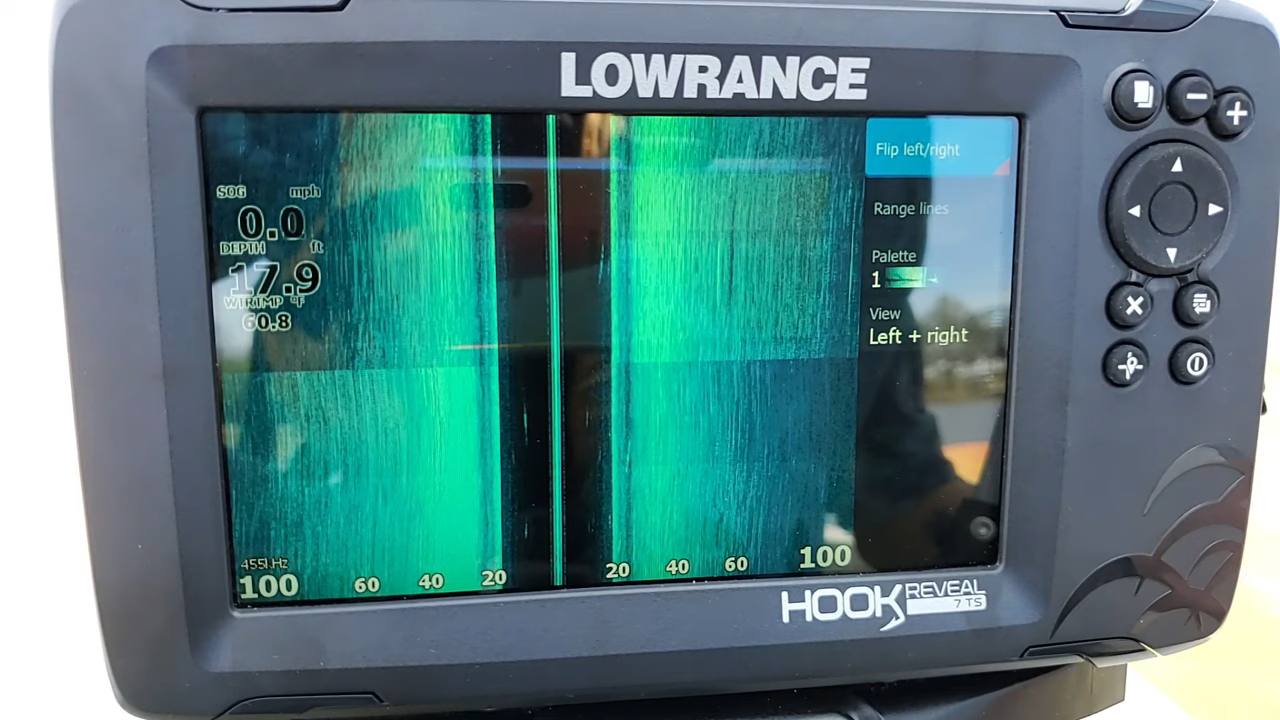 LOWRANCE
SOG mph
0.0
DEPTH ft
17.9
WTRTMP °F
60.8
Flip left/right
Range lines
Palette
1
View
Left + right
455kHz
100 60 40 20 20 40 60 100
HOOK REVEAL
7 TS